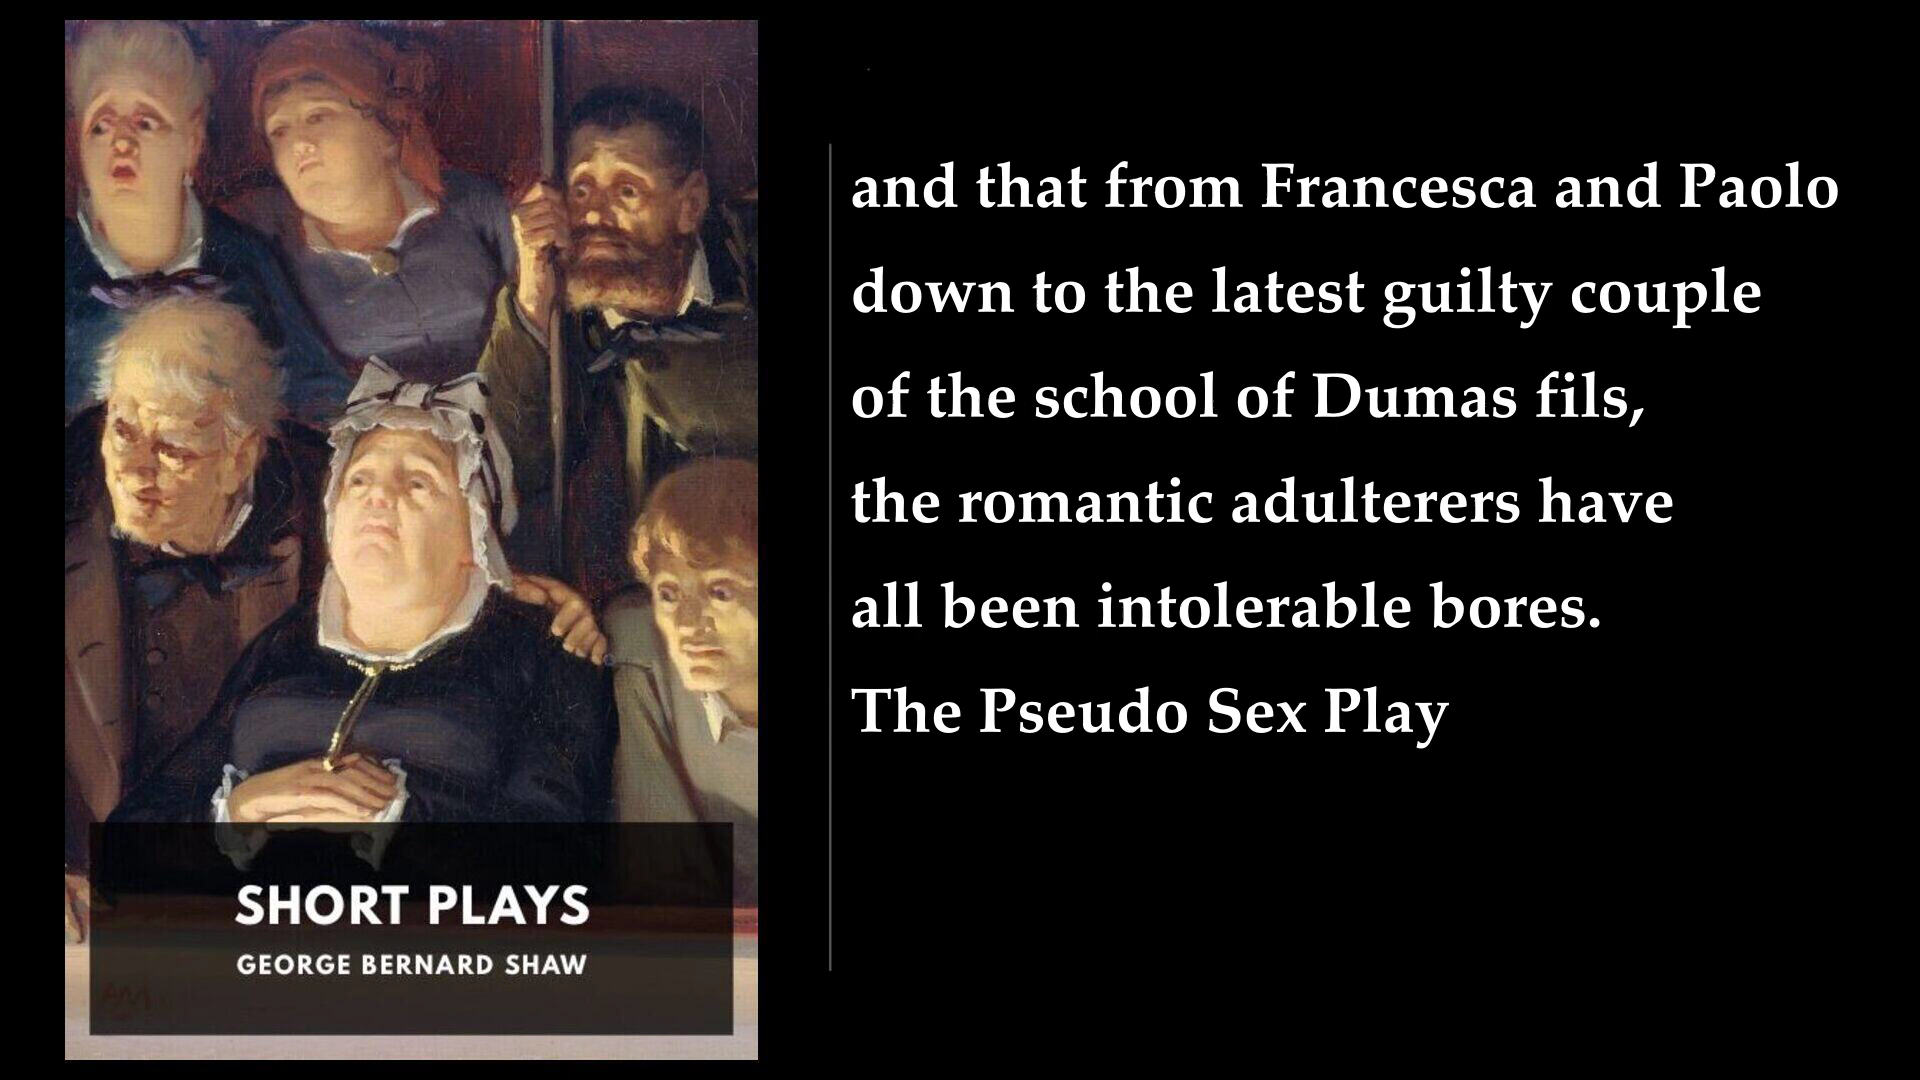 SHORT PLAYS
GEORGE BERNARD SHAW
and that from Francesca and Paolo
down to the latest guilty couple
of the school of Dumas fils,
the romantic adulterers have
all been intolerable bores.
The Pseudo Sex Play